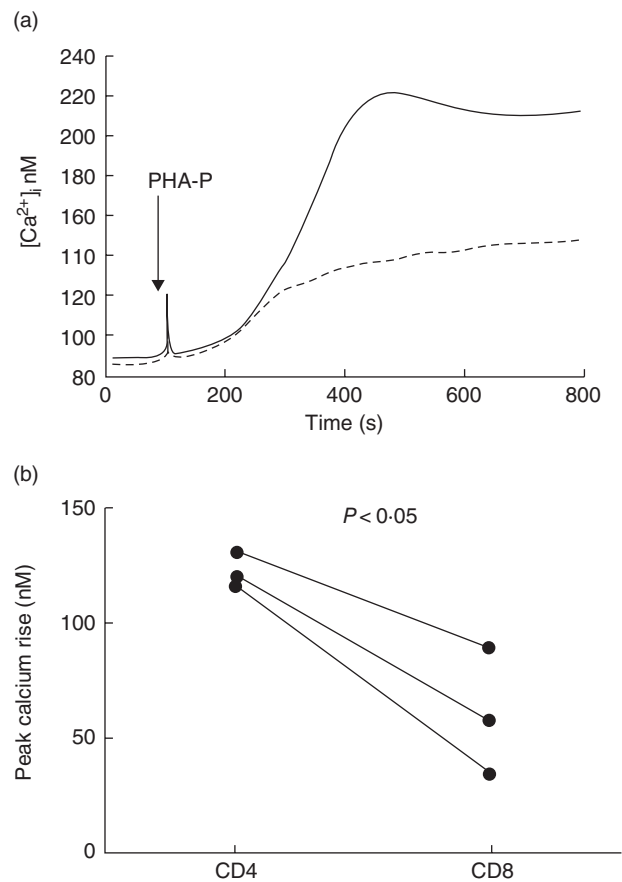 (a)
240
220
200
180
160
110
120
100
80
[Ca²⁺]ᵢ nM
PHA-P
0 200 400 600 800
Time (s)
(b)
150
100
50
0
Peak calcium rise (nM)
P < 0·05
CD4 CD8